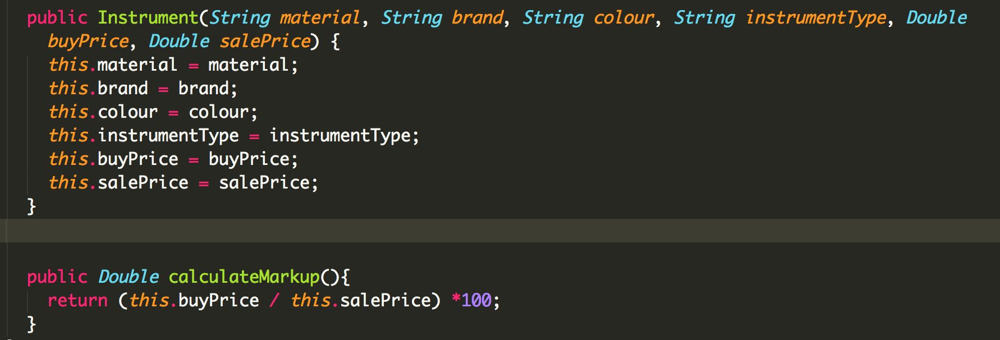 public Instrument(String material, String brand, String colour, String instrumentType, Double
buyPrice, Double salePrice) {
this.material = material;
this.brand = brand;
this.colour = colour;
this.instrumentType = instrumentType;
this.buyPrice = buyPrice;
this.salePrice = salePrice;
}
public Double calculateMarkup(){
return (this.buyPrice / this.salePrice) *100;
}